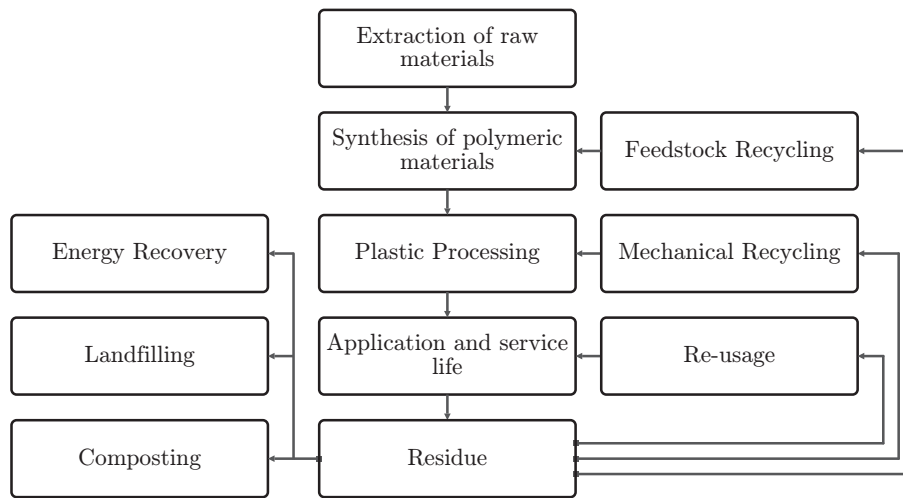 Extraction of raw
materials
Synthesis of polymeric
materials
Feedstock Recycling
Energy Recovery
Plastic Processing
Mechanical Recycling
Landfilling
Application and service
life
Re-usage
Composting
Residue